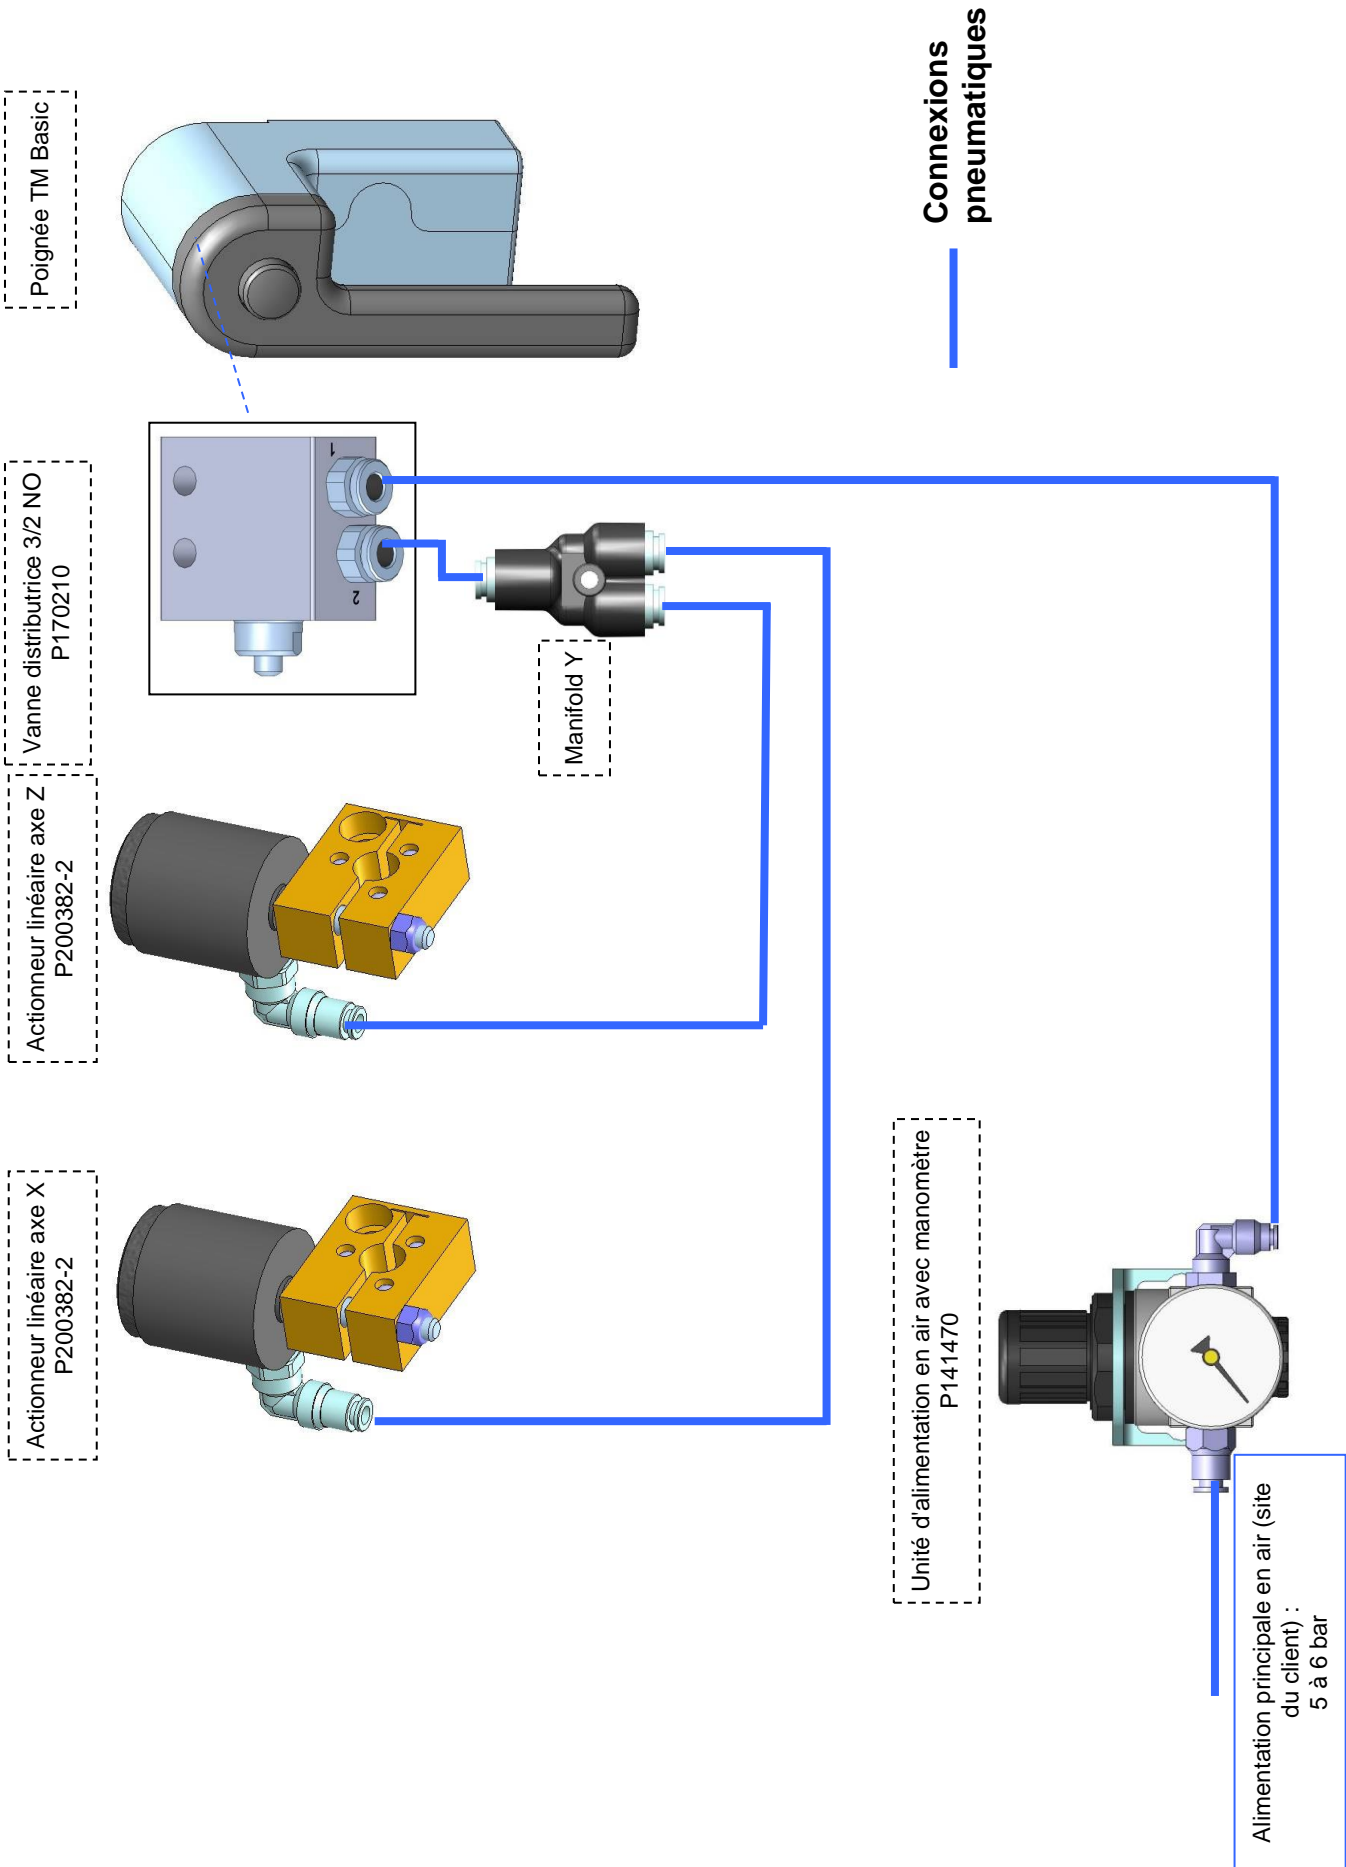 Actionneur linéaire axe X
P200382-2
Actionneur linéaire axe Z
P200382-2
Vanne distributrice 3/2 NO
P170210
Poignée TM Basic
1
2
Manifold Y
Unité d'alimentation en air avec manomètre
P141470
Connexions
pneumatiques
Alimentation principale en air (site
du client) :
5 à 6 bar